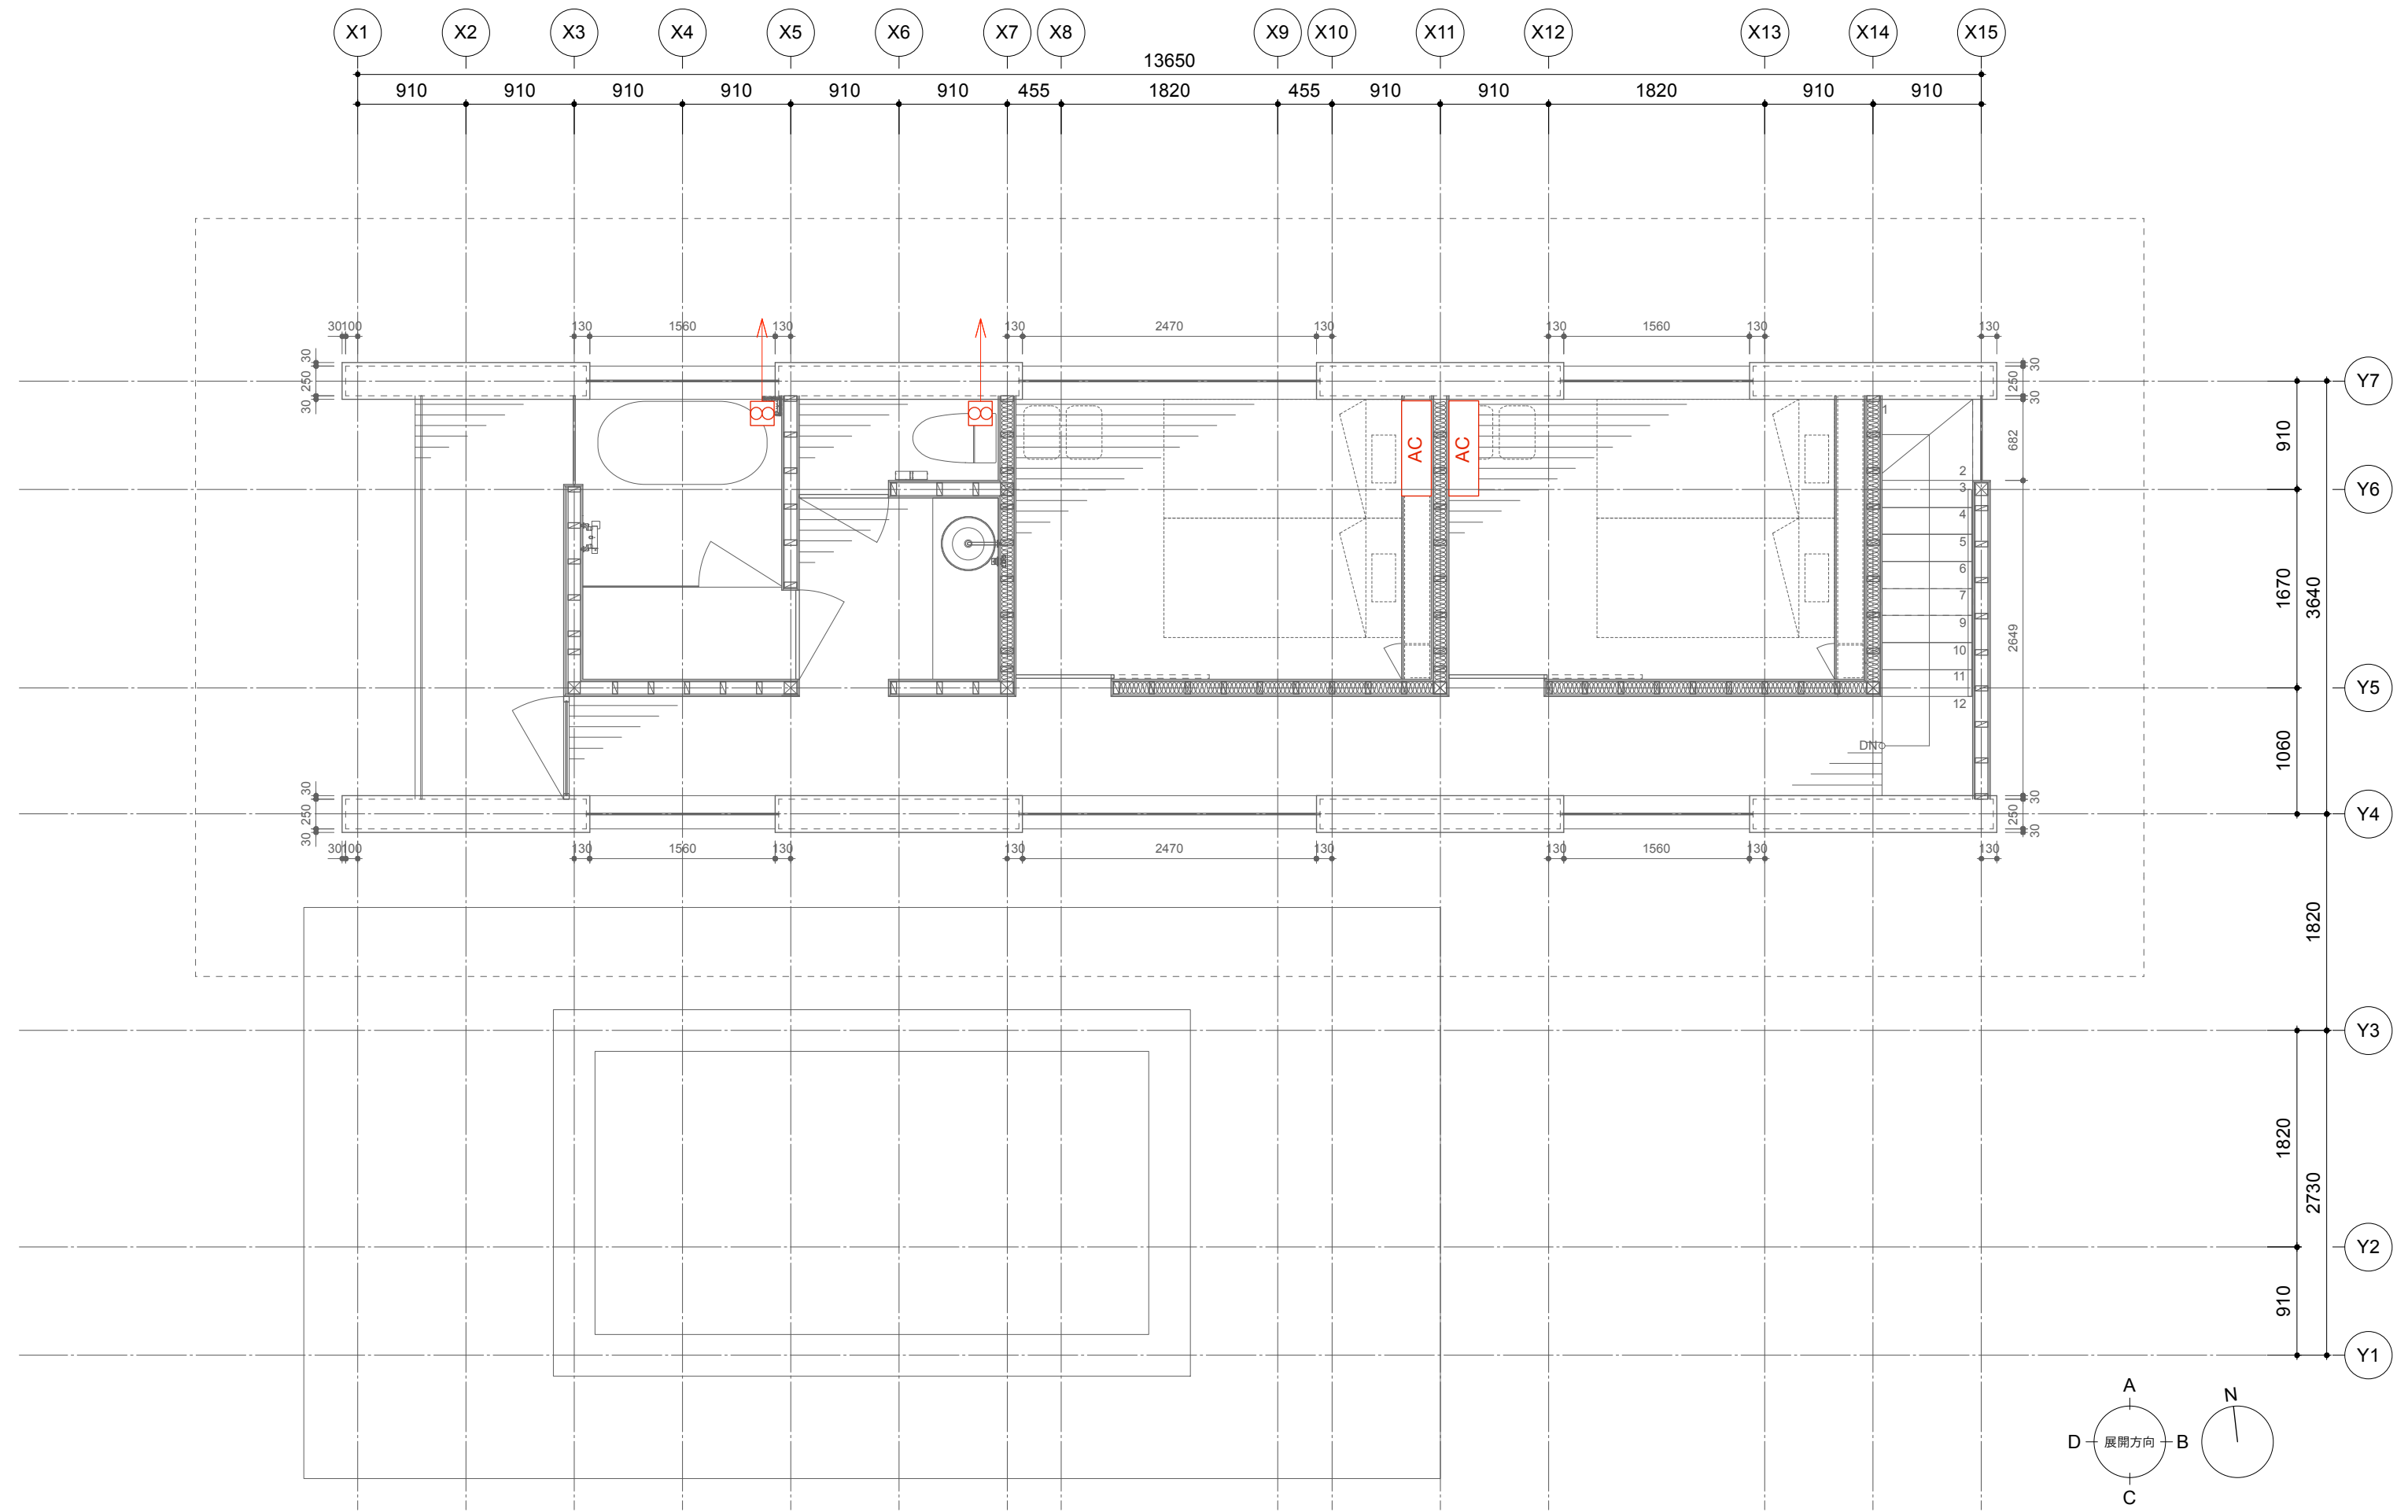 X1 X2 X3 X4 X5 X6 X7 X8 X9 X10 X11 X12 X13 X14 X15
13650
910 910 910 910 910 910 455 1820 455 910 910 1820 910 910
30 100 130 1560 130 130 2470 130 130 1560 130 130
30 250 30
30 250 30
Y7
AC AC
1
682
910
2
3
Y6
4
5
6
7
9
10
11
12
2649
1670
3640
Y5
DN
1060
30 250 30
30 250 30
Y4
30 100 130 1560 130 130 2470 130 130 1560 130 130
1820
Y3
1820
2730
Y2
910
Y1
A
D 展開方向 B
C
N